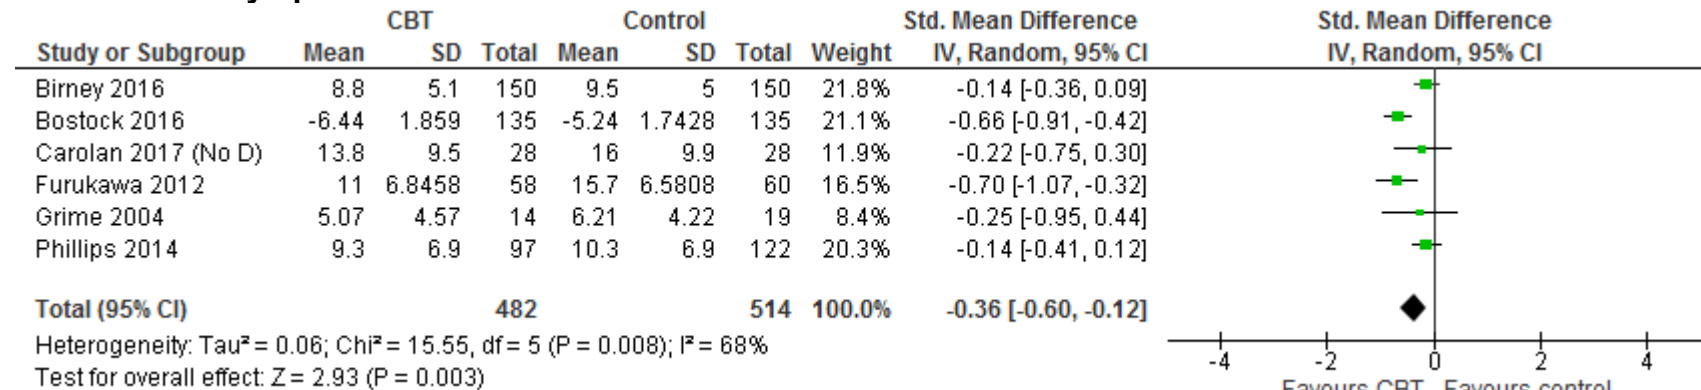 CBT Control Std. Mean Difference Std. Mean Difference
Study or Subgroup Mean SD Total Mean SD Total Weight IV, Random, 95% CI IV, Random, 95% CI
Birney 2016 8.8 5.1 150 9.5 5 150 21.8% -0.14 [-0.36, 0.09]
Bostock 2016 -6.44 1.859 135 -5.24 1.7428 135 21.1% -0.66 [-0.91, -0.42]
Carolan 2017 (No D) 13.8 9.5 28 16 9.9 28 11.9% -0.22 [-0.75, 0.30]
Furukawa 2012 11 6.8458 58 15.7 6.5808 60 16.5% -0.70 [-1.07, -0.32]
Grime 2004 5.07 4.57 14 6.21 4.22 19 8.4% -0.25 [-0.95, 0.44]
Phillips 2014 9.3 6.9 97 10.3 6.9 122 20.3% -0.14 [-0.41, 0.12]
Total (95% CI) 482 514 100.0% -0.36 [-0.60, -0.12]
Heterogeneity: Tau² = 0.06; Chi² = 15.55, df = 5 (P = 0.008); I² = 68%
Test for overall effect: Z = 2.93 (P = 0.003)
-4 -2 0 2 4
Favours CBT Favours control